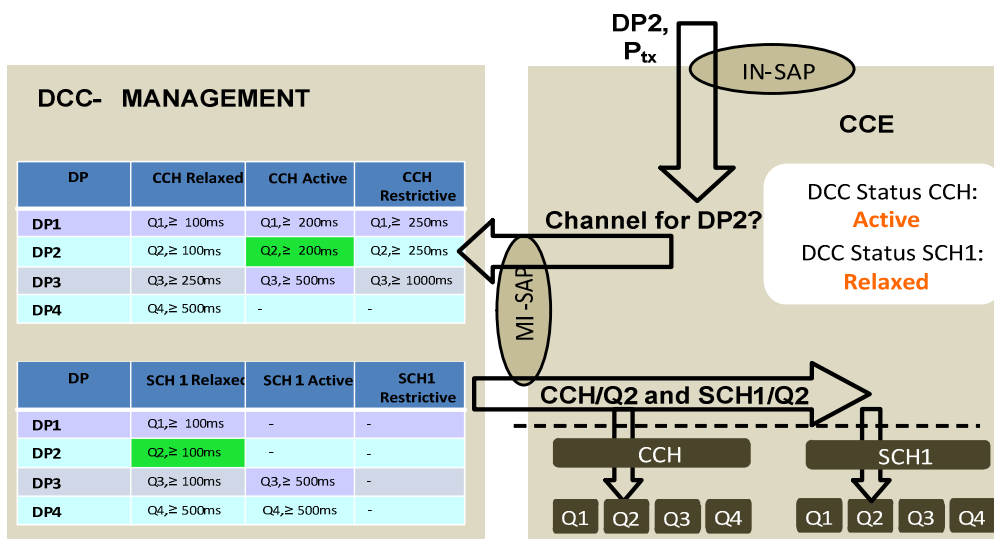 DP2,
Ptx
IN-SAP
DCC- MANAGEMENT
CCE
DP CCH Relaxed CCH Active CCH Restrictive
DP1 Q1,≥ 100ms Q1,≥ 200ms Q1,≥ 250ms
DP2 Q2,≥ 100ms Q2,≥ 200ms Q2,≥ 250ms
DP3 Q3,≥ 250ms Q3,≥ 500ms Q3,≥ 1000ms
DP4 Q4,≥ 500ms - -
Channel for DP2?
DCC Status CCH:
Active
DCC Status SCH1:
Relaxed
MI -SAP
DP SCH 1 Relaxed SCH 1 Active SCH1 Restrictive
DP1 Q1,≥ 100ms - -
DP2 Q2,≥ 100ms - -
DP3 Q3,≥ 100ms Q3,≥ 500ms -
DP4 Q4,≥ 500ms Q4,≥ 500ms -
CCH/Q2 and SCH1/Q2
CCH
SCH1
Q1 Q2 Q3 Q4
Q1 Q2 Q3 Q4